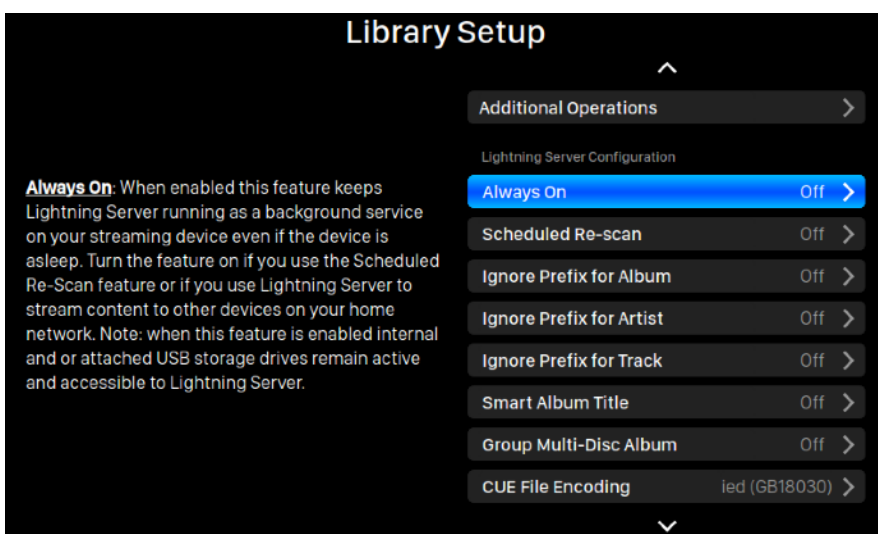 Library Setup
Additional Operations
Lightning Server Configuration
Always On: When enabled this feature keeps
Lightning Server running as a background service
on your streaming device even if the device is
asleep. Turn the feature on if you use the Scheduled
Re-Scan feature or if you use Lightning Server to
stream content to other devices on your home
network. Note: when this feature is enabled internal
and or attached USB storage drives remain active
and accessible to Lightning Server.
Always On Off
Scheduled Re-scan Off
Ignore Prefix for Album Off
Ignore Prefix for Artist Off
Ignore Prefix for Track Off
Smart Album Title Off
Group Multi-Disc Album Off
CUE File Encoding ied (GB18030)